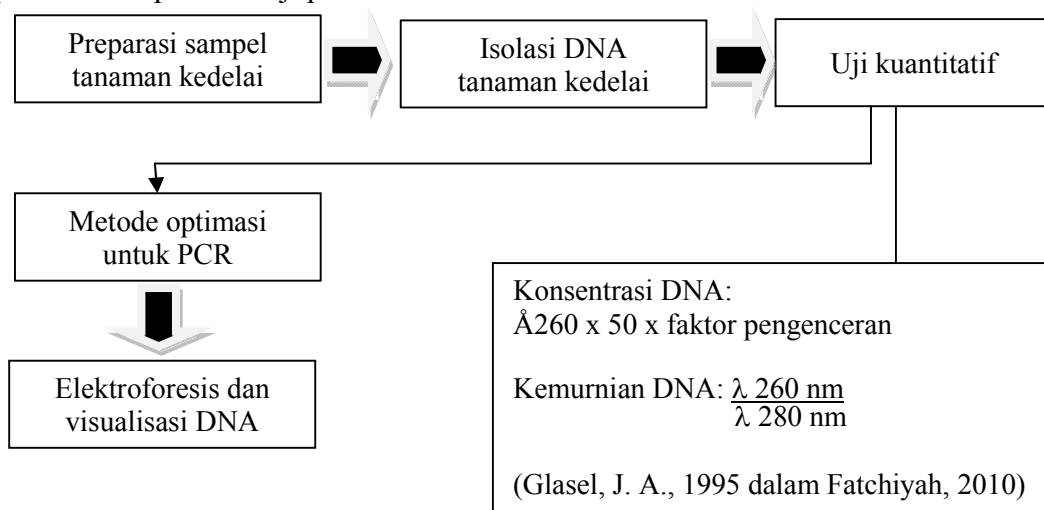 Preparasi sampel
tanaman kedelai
Isolasi DNA
tanaman kedelai
Uji kuantitatif
Metode optimasi
untuk PCR
Elektroforesis dan
visualisasi DNA
Konsentrasi DNA:
Å260 x 50 x faktor pengenceran
Kemurnian DNA: λ 260 nm
λ 280 nm
(Glasel, J. A., 1995 dalam Fatchiyah, 2010)